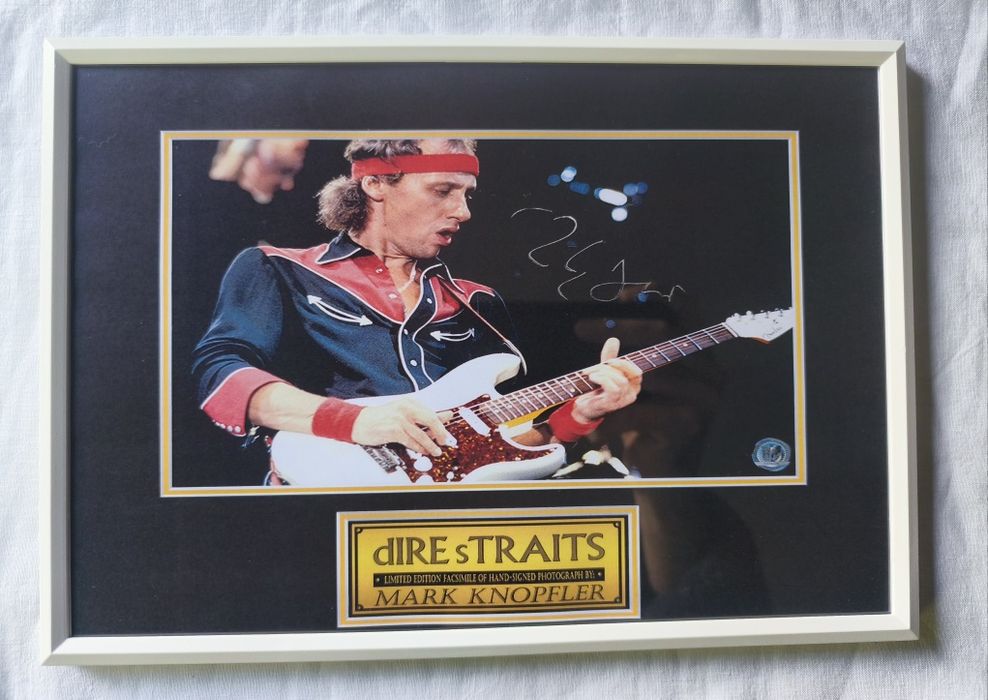 dIRE sTRAITS
• LIMITED EDITION FACSIMILE OF HAND-SIGNED PHOTOGRAPH BY: •
MARK KNOPFLER